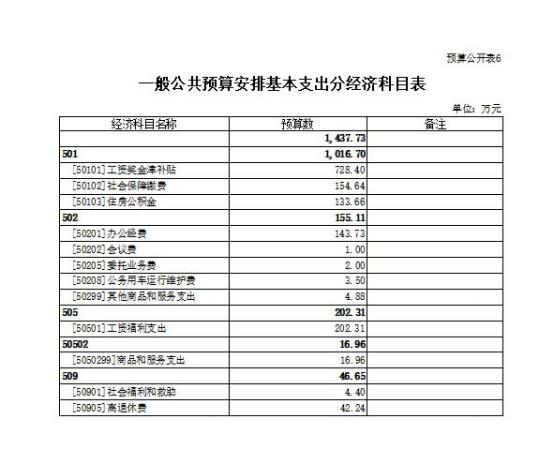 预算公开表6
一般公共预算安排基本支出分经济科目表
单位：万元
经济科目名称 预算数 备注
1,437.73
501 1,016.70
[50101]工资奖金津补贴 728.40
[50102]社会保障缴费 154.64
[50103]住房公积金 133.66
502 155.11
[50201]办公经费 143.73
[50202]会议费 1.00
[50205]委托业务费 2.00
[50208]公务用车运行维护费 3.50
[50299]其他商品和服务支出 4.88
505 202.31
[50501]工资福利支出 202.31
50502 16.96
[5050299]商品和服务支出 16.96
509 46.65
[50901]社会福利和救助 4.40
[50905]离退休费 42.24